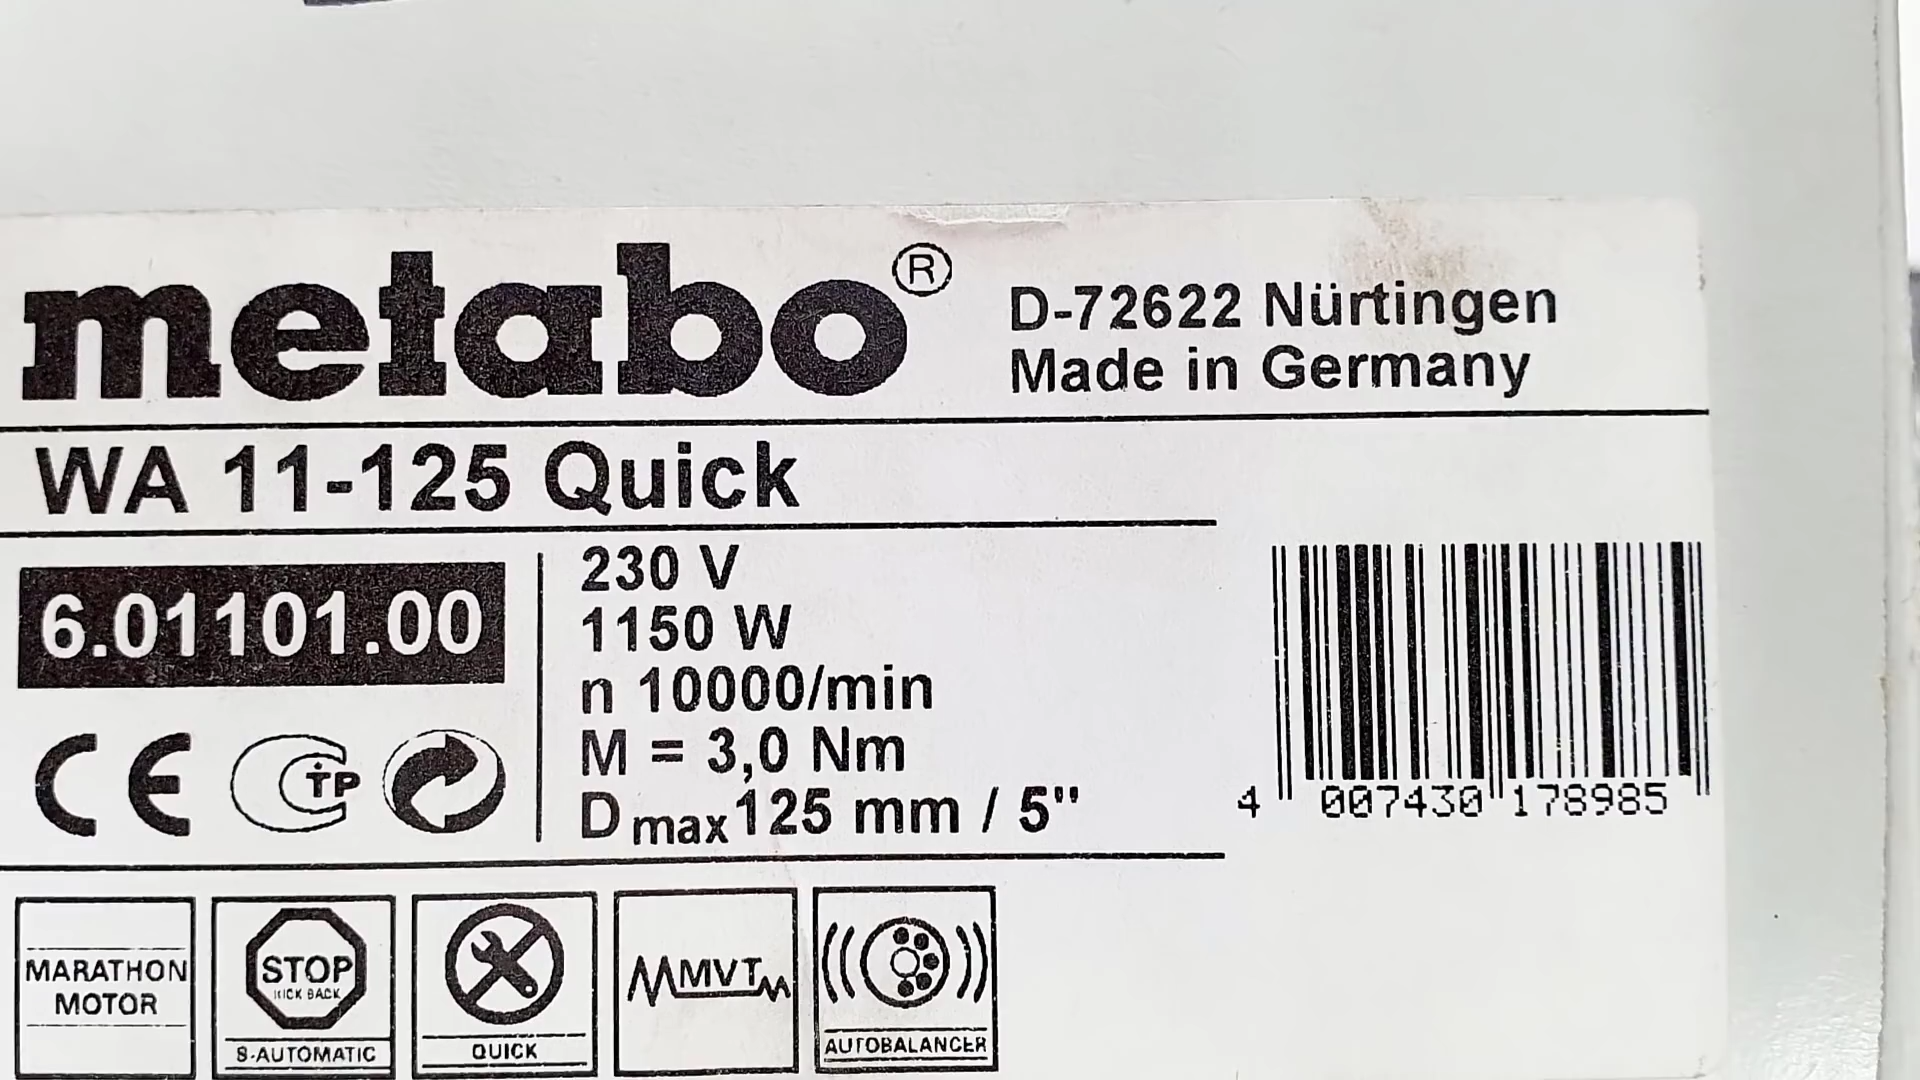 metabo®
D-72622 Nürtingen
Made in Germany
WA 11-125 Quick
6.01101.00
230 V
1150 W
n 10000/min
M = 3,0 Nm
D max 125 mm / 5"
CE
TP
4 007430 178985
MARATHON
MOTOR
STOP
KICK BACK
S-AUTOMATIC
QUICK
MVT
AUTOBALANCER